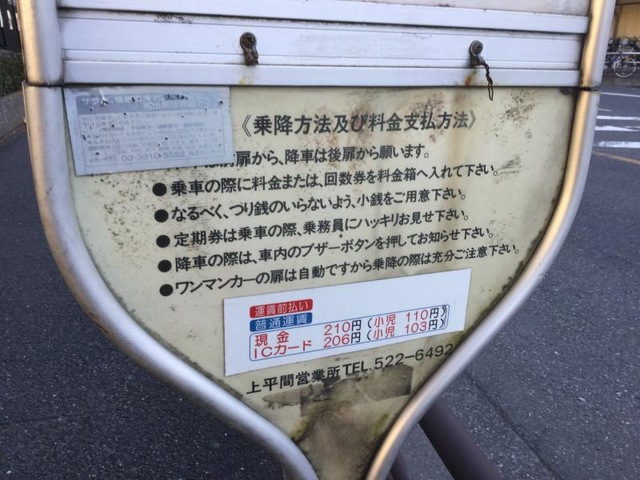 《乗降方法及び料金支払方法》
扉から、降車は後扉から願います。
●乗車の際に料金または、回数券を料金箱へ入れて下さい。
●なるべく、つり銭のいらないよう、小銭をご用意下さい。
●定期券は乗車の際、乗務員にハッキリお見せ下さい。
●降車の際は、車内のブザーボタンを押してお知らせ下さい。
●ワンマンカーの扉は自動ですから乗降の際は充分ご注意下さい。
運賃前払い
普通運賃
現金 210円(小児 110円)
ICカード 206円(小児 103円)
上平間営業所TEL.522-6492